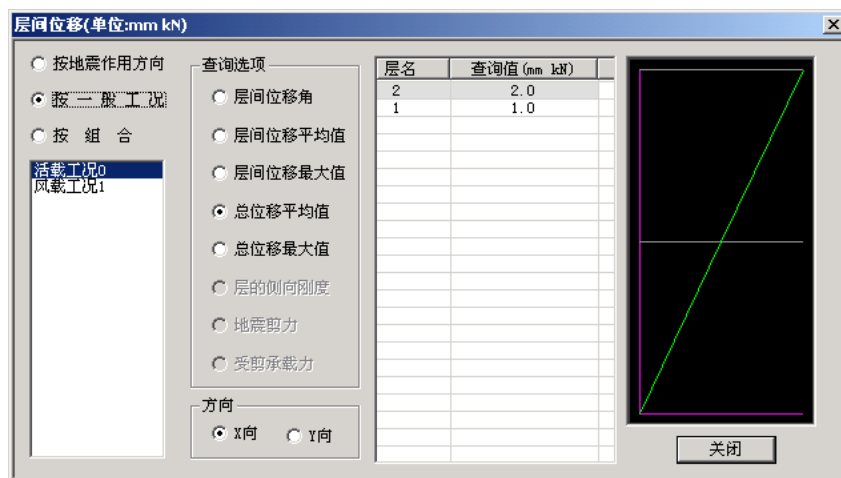 层间位移(单位:mm kN)
按地震作用方向
按一般工况
按 组 合
活载工况0
风载工况1
查询选项
层间位移角
层间位移平均值
层间位移最大值
总位移平均值
总位移最大值
层的侧向刚度
地震剪力
受剪承载力
方向
X向 Y向
层名 查询值(mm kN)
2 2.0
1 1.0
关闭